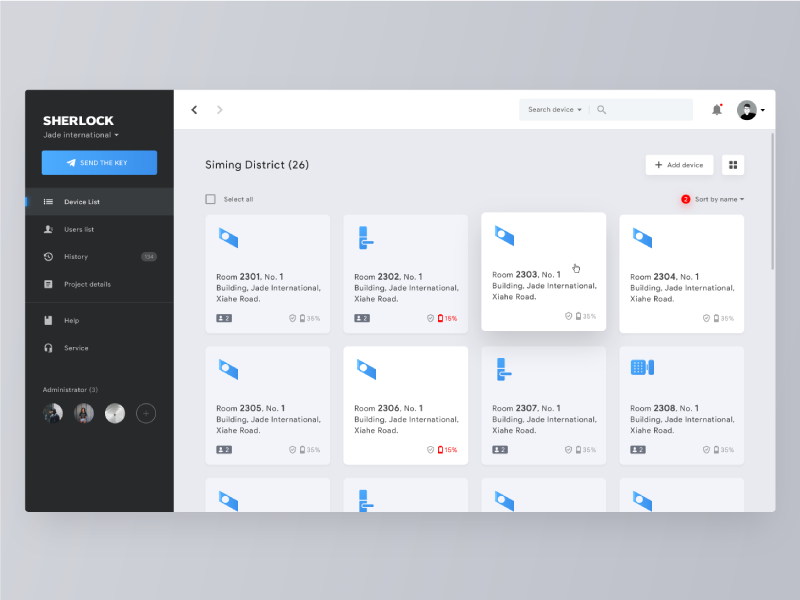 SHERLOCK
Jade international
SEND THE KEY
Device List
Users list
History 134
Project details
Help
Service
Administrator (3)
Search device
Siming District (26)
Add device
Select all
2 Sort by name
Room 2301, No. 1
Building, Jade International,
Xiahe Road.
2 35%
Room 2302, No. 1
Building, Jade International,
Xiahe Road.
2 15%
Room 2303, No. 1
Building, Jade International,
Xiahe Road.
35%
Room 2304, No. 1
Building, Jade International,
Xiahe Road.
35%
Room 2305, No. 1
Building, Jade International,
Xiahe Road.
2 35%
Room 2306, No. 1
Building, Jade International,
Xiahe Road.
15%
Room 2307, No. 1
Building, Jade International,
Xiahe Road.
2 35%
Room 2308, No. 1
Building, Jade International,
Xiahe Road.
2 35%